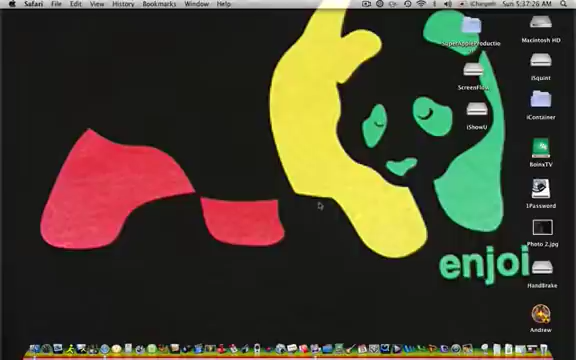 Safari File Edit View History Bookmarks Window Help
Sun 5:37:26 AM
Macintosh HD
ScreenFlow
iSquint
iShowU
iContainer
RoinxTV
1Password
Photo 2.jpg
enjoi
HandBrake
Andrew